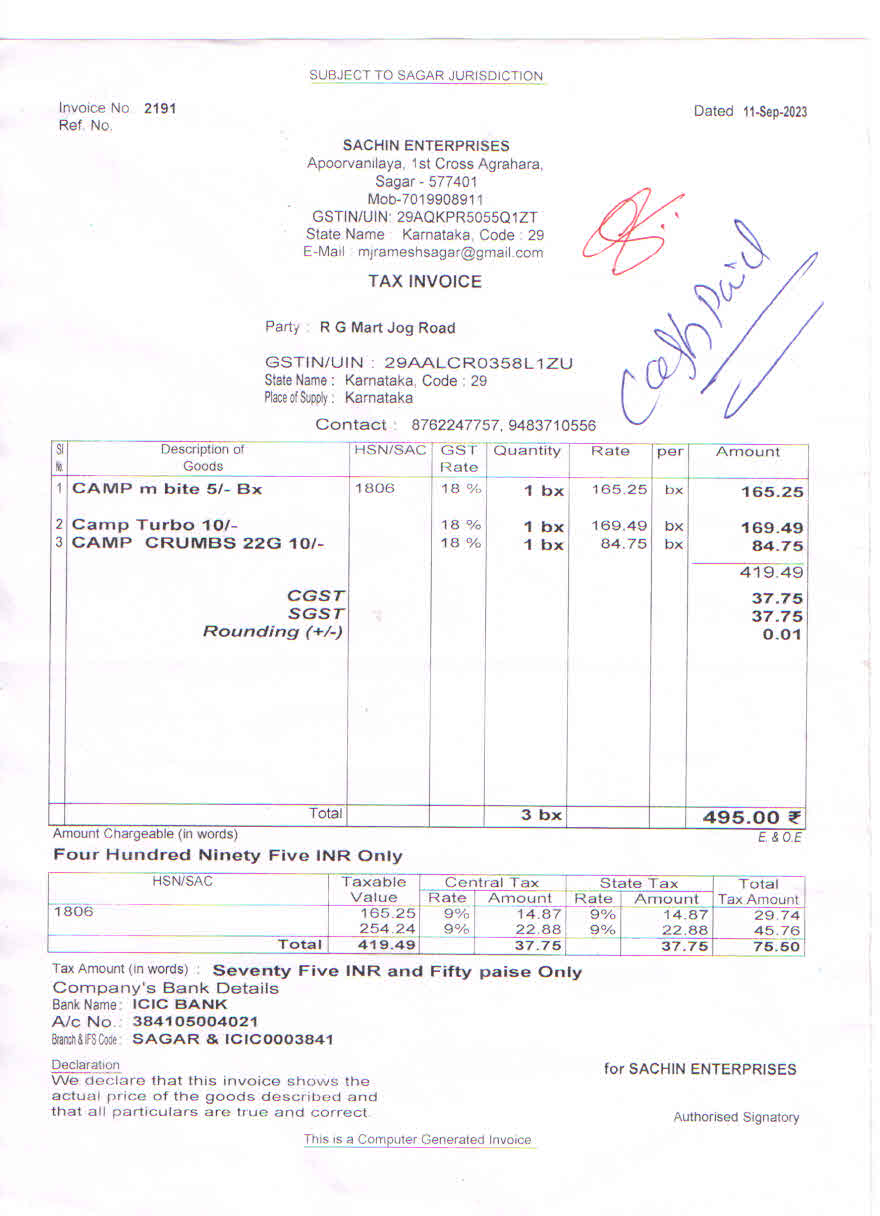 SUBJECT TO SAGAR JURISDICTION
Invoice No 2191 Dated 11-Sep-2023
Ref. No.
SACHIN ENTERPRISES
Apoorvanilaya, 1st Cross Agrahara,
Sagar - 577401
Mob-7019908911
GSTIN/UIN: 29AQKPR5055Q1ZT
State Name : Karnataka, Code : 29
E-Mail : mjrameshsagar@gmail.com
TAX INVOICE
Cash Paid
Party : R G Mart Jog Road
GSTIN/UIN : 29AALCR0358L1ZU
State Name : Karnataka, Code : 29
Place of Supply : Karnataka
Contact : 8762247757, 9483710556
Sl Description of HSN/SAC GST Quantity Rate per Amount
No. Goods Rate
1 CAMP m bite 5/- Bx 1806 18 % 1 bx 165.25 bx 165.25
2 Camp Turbo 10/- 18 % 1 bx 169.49 bx 169.49
3 CAMP CRUMBS 22G 10/- 18 % 1 bx 84.75 bx 84.75
419.49
CGST 37.75
SGST 37.75
Rounding (+/-) 0.01
Total 3 bx 495.00 ₹
Amount Chargeable (in words) E. & O.E
Four Hundred Ninety Five INR Only
HSN/SAC Taxable Central Tax State Tax Total
Value Rate Amount Rate Amount Tax Amount
1806 165.25 9% 14.87 9% 14.87 29.74
254.24 9% 22.88 9% 22.88 45.76
Total 419.49 37.75 37.75 75.50
Tax Amount (in words) : Seventy Five INR and Fifty paise Only
Company's Bank Details
Bank Name : ICIC BANK
A/c No. : 384105004021
Branch & IFS Code : SAGAR & ICIC0003841
Declaration
We declare that this invoice shows the
actual price of the goods described and
that all particulars are true and correct.
for SACHIN ENTERPRISES
Authorised Signatory
This is a Computer Generated Invoice